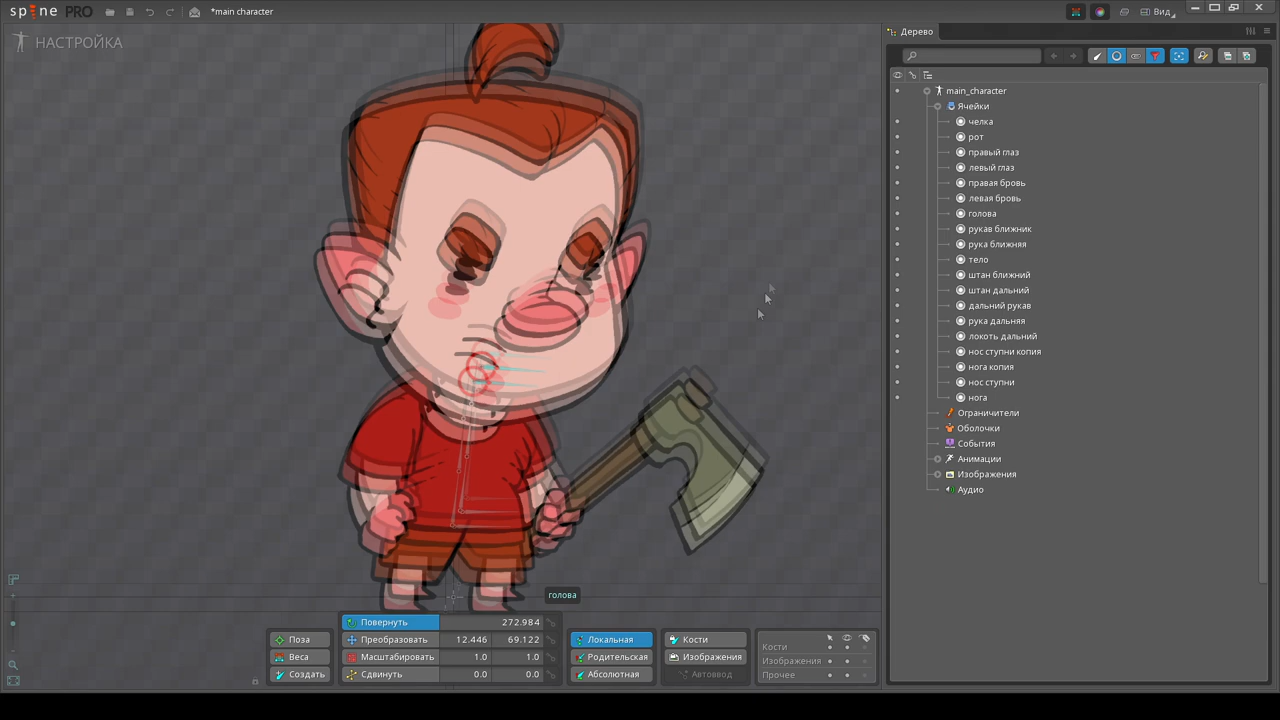 spine PRO
*main character
Вид
НАСТРОЙКА
Дерево
main_character
Ячейки
челка
рот
правый глаз
левый глаз
правая бровь
левая бровь
голова
рукав ближник
рука ближняя
тело
штан ближний
штан дальний
дальний рукав
рука дальняя
локоть дальний
нос ступни копия
нога копия
нос ступни
нога
Ограничители
Оболочки
События
Анимации
Изображения
Аудио
голова
Поза
Веса
Создать
Повернуть 272.984
Преобразовать 12.446 69.122
Масштабировать 1.0 1.0
Сдвинуть 0.0 0.0
Локальная
Родительская
Абсолютная
Кости
Изображения
Автоввод
Кости
Изображения
Прочее